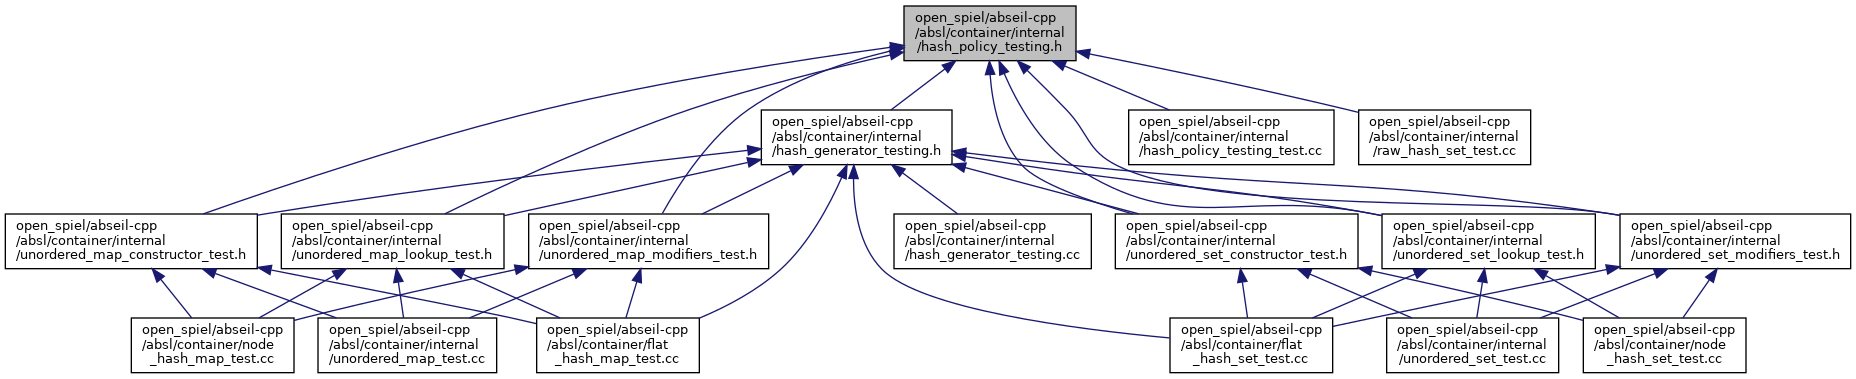 open_spiel/abseil-cpp
/absl/container/internal
/hash_policy_testing.h
open_spiel/abseil-cpp
/absl/container/internal
/hash_generator_testing.h
open_spiel/abseil-cpp
/absl/container/internal
/hash_policy_testing_test.cc
open_spiel/abseil-cpp
/absl/container/internal
/raw_hash_set_test.cc
open_spiel/abseil-cpp
/absl/container/internal
/unordered_map_constructor_test.h
open_spiel/abseil-cpp
/absl/container/internal
/unordered_map_lookup_test.h
open_spiel/abseil-cpp
/absl/container/internal
/unordered_map_modifiers_test.h
open_spiel/abseil-cpp
/absl/container/internal
/hash_generator_testing.cc
open_spiel/abseil-cpp
/absl/container/internal
/unordered_set_constructor_test.h
open_spiel/abseil-cpp
/absl/container/internal
/unordered_set_lookup_test.h
open_spiel/abseil-cpp
/absl/container/internal
/unordered_set_modifiers_test.h
open_spiel/abseil-cpp
/absl/container/node
_hash_map_test.cc
open_spiel/abseil-cpp
/absl/container/internal
/unordered_map_test.cc
open_spiel/abseil-cpp
/absl/container/flat
_hash_map_test.cc
open_spiel/abseil-cpp
/absl/container/flat
_hash_set_test.cc
open_spiel/abseil-cpp
/absl/container/internal
/unordered_set_test.cc
open_spiel/abseil-cpp
/absl/container/node
_hash_set_test.cc